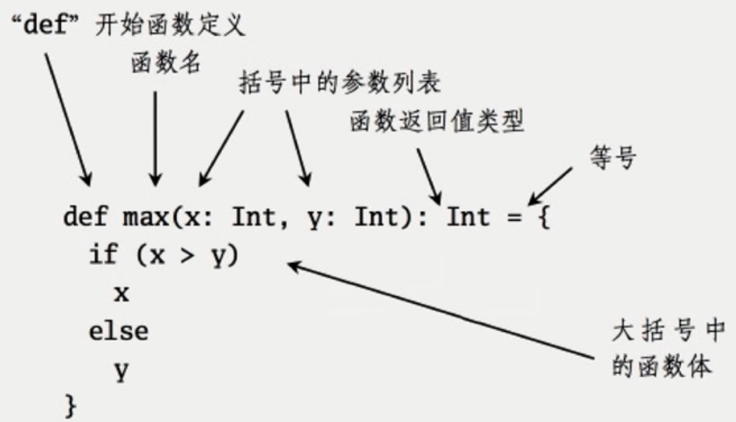 “def” 开始函数定义
函数名
括号中的参数列表
函数返回值类型
等号
def max(x: Int, y: Int): Int = {
if (x > y)
x
else
y
}
大括号中
的函数体